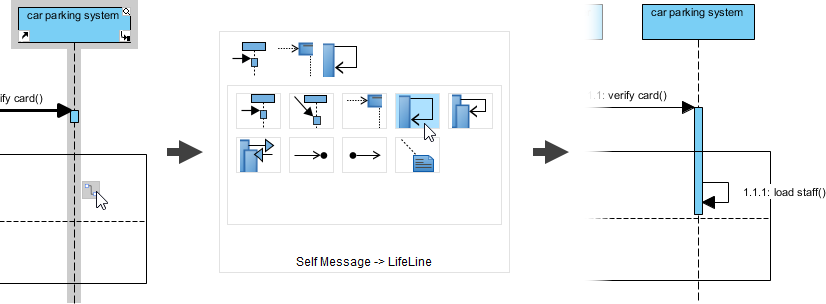 car parking system
ify card()
Self Message -> LifeLine
car parking system
1.1: verify card()
1.1.1: load staff()